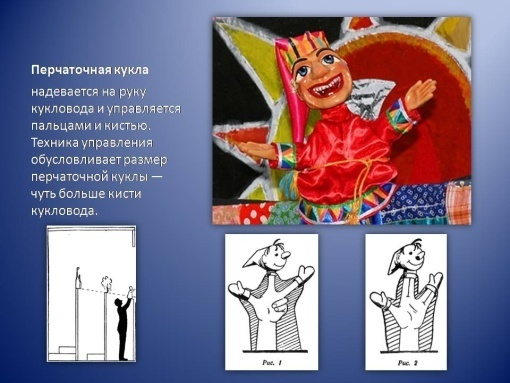 Перчаточная кукла
надевается на руку
кукловода и управляется
пальцами и кистью.
Техника управления
обусловливает размер
перчаточной куклы —
чуть больше кисти
кукловода.
Рис. 1
Рис. 2